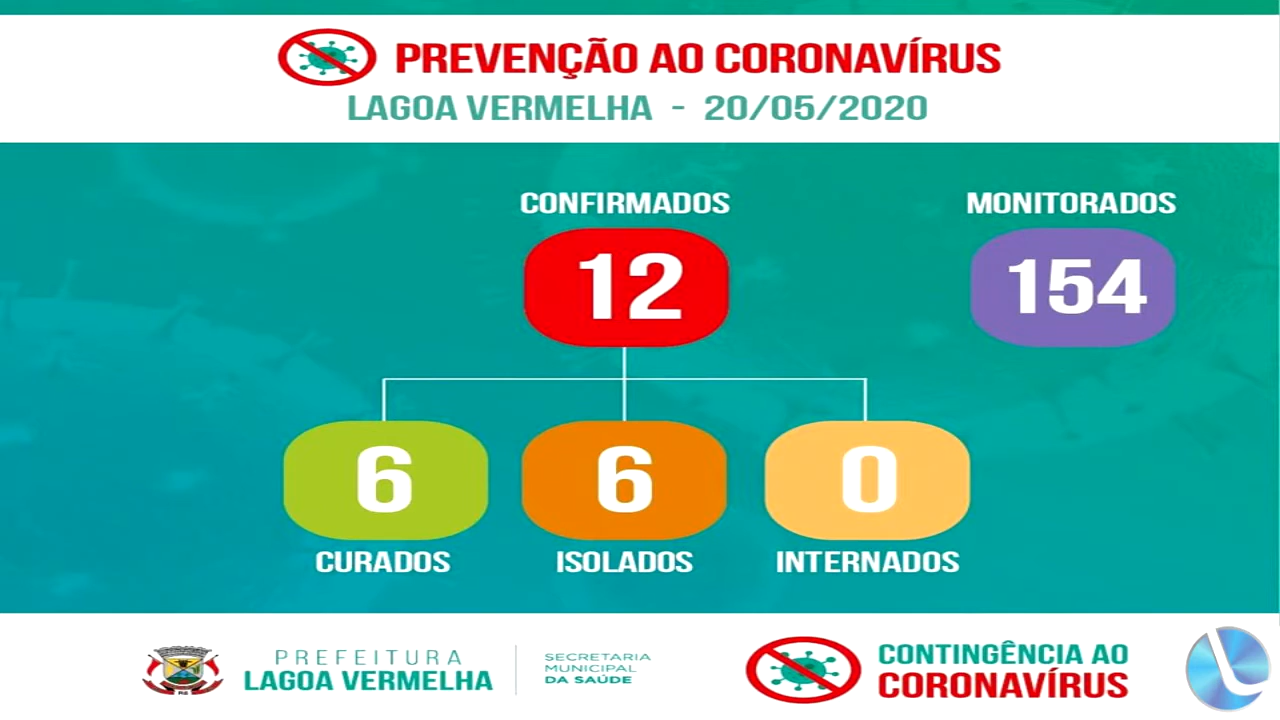 PREVENÇÃO AO CORONAVÍRUS
LAGOA VERMELHA - 20/05/2020
CONFIRMADOS
12
MONITORADOS
154
6
6
0
CURADOS
ISOLADOS
INTERNADOS
PREFEITURA
LAGOA VERMELHA
SECRETARIA
MUNICIPAL
DA SAÚDE
CONTINGÊNCIA AO
CORONAVÍRUS